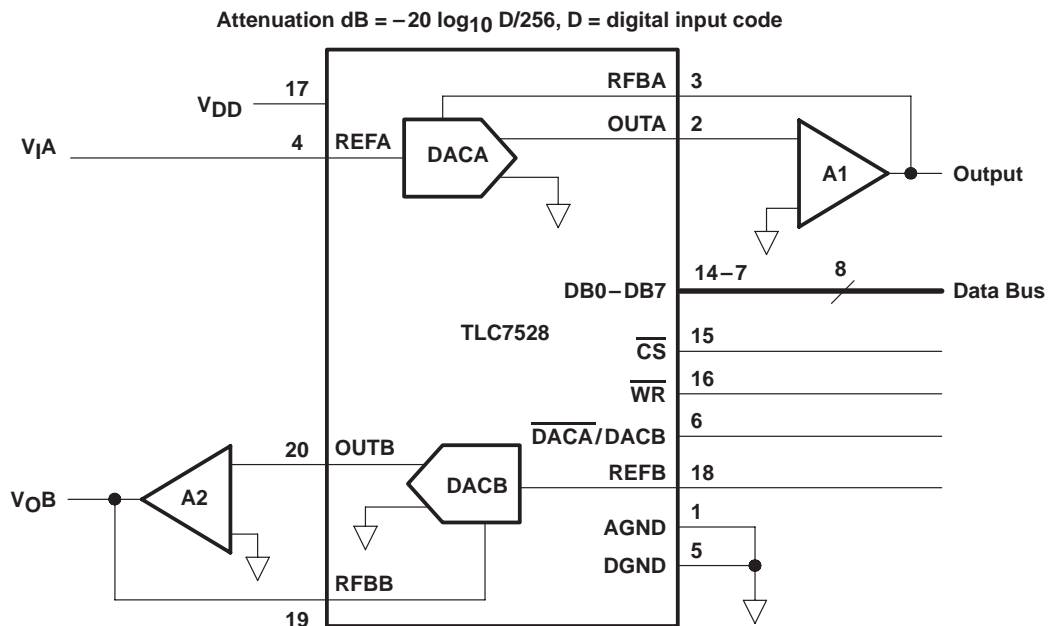 Attenuation dB = –20 log10 D/256, D = digital input code
17
VDD
RFBA
3
OUTA
2
VIA
4
REFA
DACA
A1
Output
DB0–DB7
14–7
8
Data Bus
TLC7528
CS
15
WR
16
DACA/DACB
6
20
OUTB
REFB
18
VOB
A2
DACB
AGND
1
DGND
5
RFBB
19